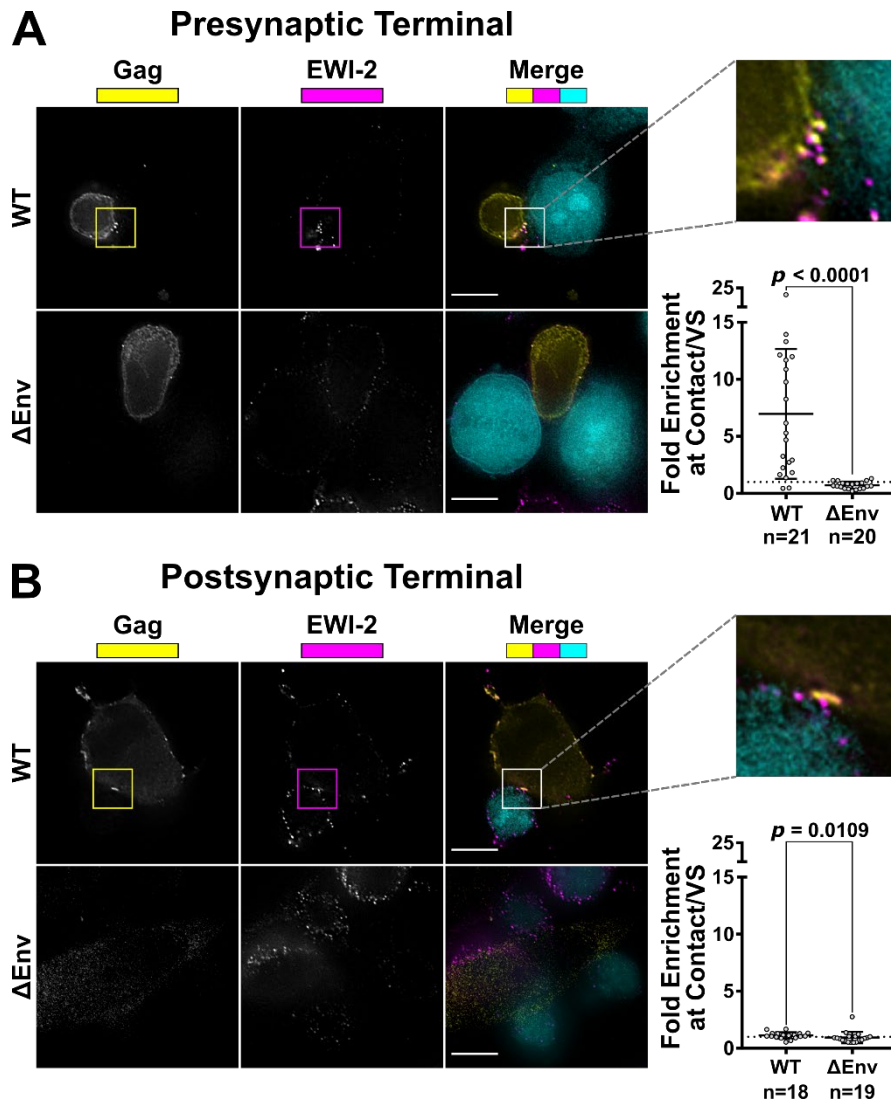 A Presynaptic Terminal
Gag EWI-2 Merge
WT
ΔEnv
p < 0.0001
25
15
10
5
0
Fold Enrichment
at Contact/VS
WT ΔEnv
n=21 n=20
B Postsynaptic Terminal
Gag EWI-2 Merge
WT
ΔEnv
p = 0.0109
25
15
10
5
0
Fold Enrichment
at Contact/VS
WT ΔEnv
n=18 n=19